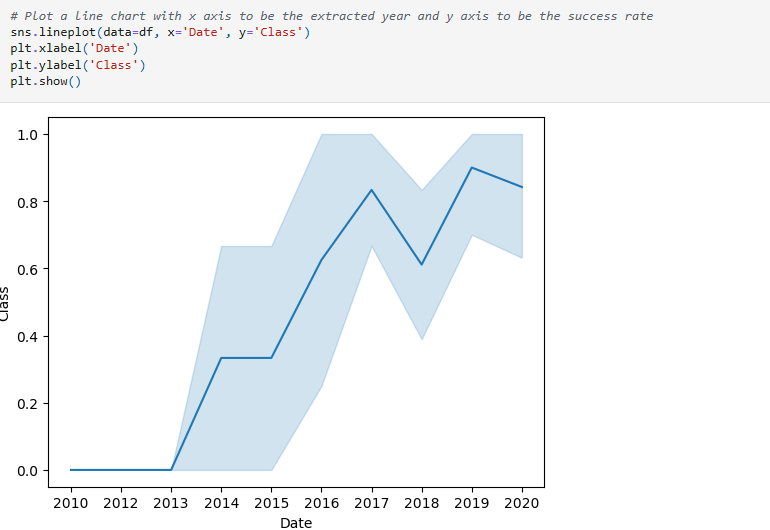 # Plot a line chart with x axis to be the extracted year and y axis to be the success rate
sns.lineplot(data=df, x='Date', y='Class')
plt.xlabel('Date')
plt.ylabel('Class')
plt.show()
1.0
0.8
0.6
0.4
0.2
0.0
Class
2010 2012 2013 2014 2015 2016 2017 2018 2019 2020
Date